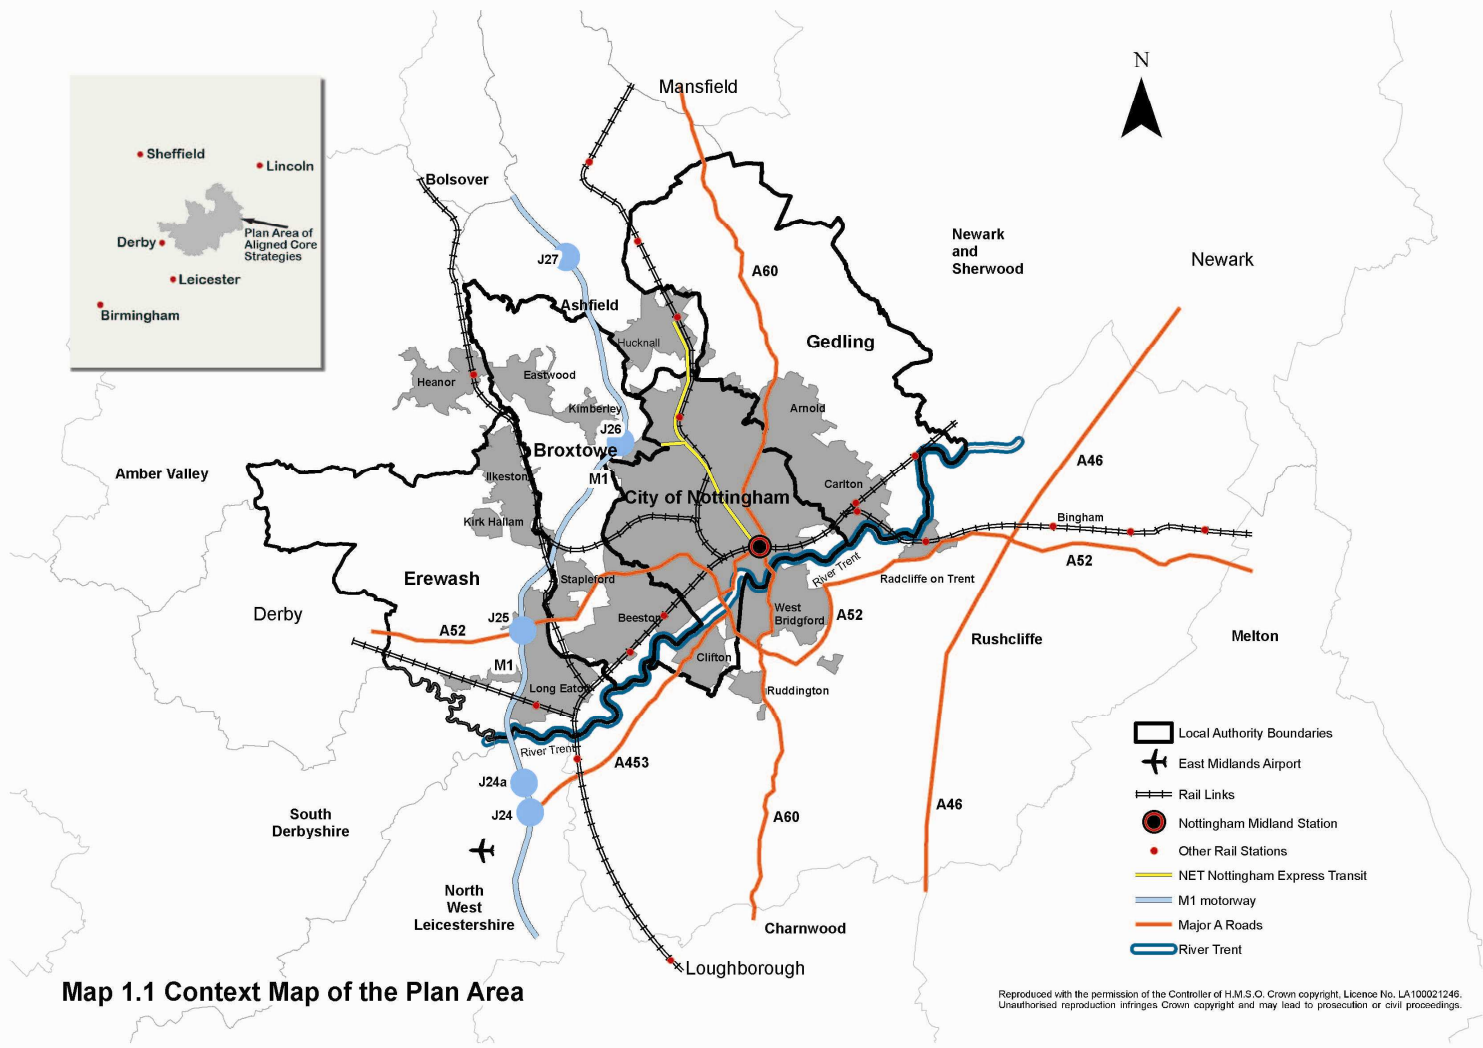 Mansfield
N
Sheffield
Lincoln
Bolsover
Plan Area of
Aligned Core
Strategies
Derby
Leicester
Birmingham
Newark
and
Sherwood
Newark
J27
A60
Ashfield
Hucknall
Gedling
Heanor
Eastwood
Kimberley
Arnold
J26
Broxtowe
A46
Amber Valley
Ilkeston
M1
Carlton
City of Nottingham
Kirk Hallam
Bingham
River Trent
A52
Erewash
Stapleford
Radcliffe on Trent
Derby
J25
Beeston
West
Bridgford
A52
A52
Rushcliffe
Melton
M1
Clifton
Long Eaton
Ruddington
River Trent
A453
J24a
J24
South
Derbyshire
A60
A46
North
West
Leicestershire
Charnwood
Loughborough
Local Authority Boundaries
East Midlands Airport
Rail Links
Nottingham Midland Station
Other Rail Stations
NET Nottingham Express Transit
M1 motorway
Major A Roads
River Trent
Map 1.1 Context Map of the Plan Area
Reproduced with the permission of the Controller of H.M.S.O. Crown copyright, Licence No. LA100021246.
Unauthorised reproduction infringes Crown copyright and may lead to prosecution or civil proceedings.